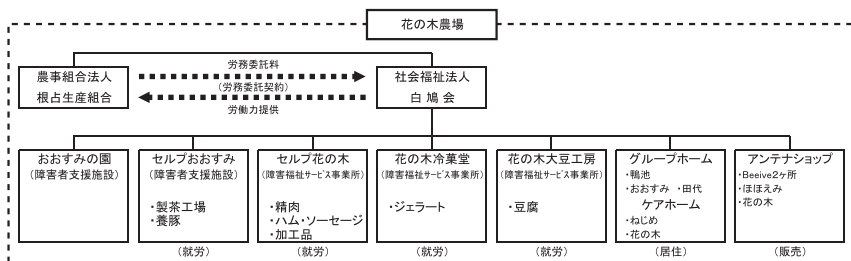 花の木農場
農事組合法人
根占生産組合
労務委託料
(労務委託契約)
労働力提供
社会福祉法人
白鳩会
おおすみの園
(障害者支援施設)
セルプおおすみ
(障害者支援施設)
・製茶工場
・養豚
(就労)
セルプ花の木
(障害福祉サービス事業所)
・精肉
・ハム・ソーセージ
・加工品
(就労)
花の木冷菓堂
(障害福祉サービス事業所)
・ジェラート
(就労)
花の木大豆工房
(障害福祉サービス事業所)
・豆腐
(就労)
グループホーム
・鴨池
・おおすみ ・田代
ケアホーム
・ねじめ
・花の木
(居住)
アンテナショップ
・Beeive2ヶ所
・ほほえみ
・花の木
(販売)